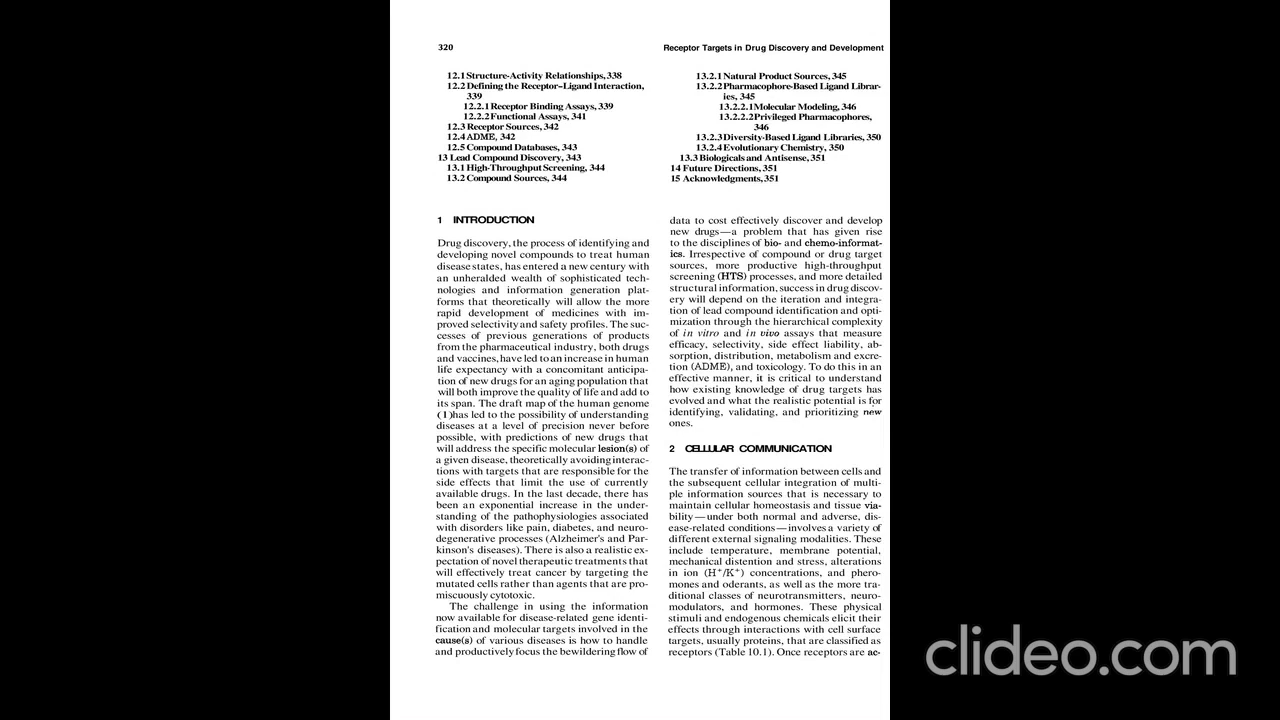 320
Receptor Targets in Drug Discovery and Development
12.1 Structure-Activity Relationships, 338
12.2 Defining the Receptor-Ligand Interaction,
339
12.2.1 Receptor Binding Assays, 339
12.2.2 Functional Assays, 341
12.3 Receptor Sources, 342
12.4 ADME, 342
12.5 Compound Databases, 343
13 Lead Compound Discovery, 343
13.1 High-Throughput Screening, 344
13.2 Compound Sources, 344
13.2.1 Natural Product Sources, 345
13.2.2 Pharmacophore-Based Ligand Librar-
ies, 345
13.2.2.1 Molecular Modeling, 346
13.2.2.2 Privileged Pharmacophores,
346
13.2.3 Diversity-Based Ligand Libraries, 350
13.2.4 Evolutionary Chemistry, 350
13.3 Biologicals and Antisense, 351
14 Future Directions, 351
15 Acknowledgments, 351
1 INTRODUCTION
Drug discovery, the process of identifying and
developing novel compounds to treat human
disease states, has entered a new century with
an unheralded wealth of sophisticated tech-
nologies and information generation plat-
forms that theoretically will allow the more
rapid development of medicines with im-
proved selectivity and safety profiles. The suc-
cesses of previous generations of products
from the pharmaceutical industry, both drugs
and vaccines, have led to an increase in human
life expectancy with a concomitant anticipa-
tion of new drugs for an aging population that
will both improve the quality of life and add to
its span. The draft map of the human genome
(1) has led to the possibility of understanding
diseases at a level of precision never before
possible, with predictions of new drugs that
will address the specific molecular lesion(s) of
a given disease, theoretically avoiding interac-
tions with targets that are responsible for the
side effects that limit the use of currently
available drugs. In the last decade, there has
been an exponential increase in the under-
standing of the pathophysiologies associated
with disorders like pain, diabetes, and neuro-
degenerative processes (Alzheimer's and Par-
kinson's diseases). There is also a realistic ex-
pectation of novel therapeutic treatments that
will effectively treat cancer by targeting the
mutated cells rather than agents that are pro-
miscuously cytotoxic.
The challenge in using the information
now available for disease-related gene identi-
fication and molecular targets involved in the
cause(s) of various diseases is how to handle
and productively focus the bewildering flow of
data to cost effectively discover and develop
new drugs—a problem that has given rise
to the disciplines of bio- and chemo-informat-
ics. Irrespective of compound or drug target
sources, more productive high-throughput
screening (HTS) processes, and more detailed
structural information, success in drug discov-
ery will depend on the iteration and integra-
tion of lead compound identification and opti-
mization through the hierarchical complexity
of in vitro and in vivo assays that measure
efficacy, selectivity, side effect liability, ab-
sorption, distribution, metabolism and excre-
tion (ADME), and toxicology. To do this in an
effective manner, it is critical to understand
how existing knowledge of drug targets has
evolved and what the realistic potential is for
identifying, validating, and prioritizing new
ones.
2 CELLULAR COMMUNICATION
The transfer of information between cells and
the subsequent cellular integration of multi-
ple information sources that is necessary to
maintain cellular homeostasis and tissue via-
bility—under both normal and adverse, dis-
ease-related conditions—involves a variety of
different external signaling modalities. These
include temperature, membrane potential,
mechanical distention and stress, alterations
in ion (H+/K+) concentrations, and phero-
mones and oderants, as well as the more tra-
ditional classes of neurotransmitters, neuro-
modulators, and hormones. These physical
stimuli and endogenous chemicals elicit their
effects through interactions with cell surface
targets, usually proteins, that are classified as
receptors (Table 10.1). Once receptors are ac-
clideo.com